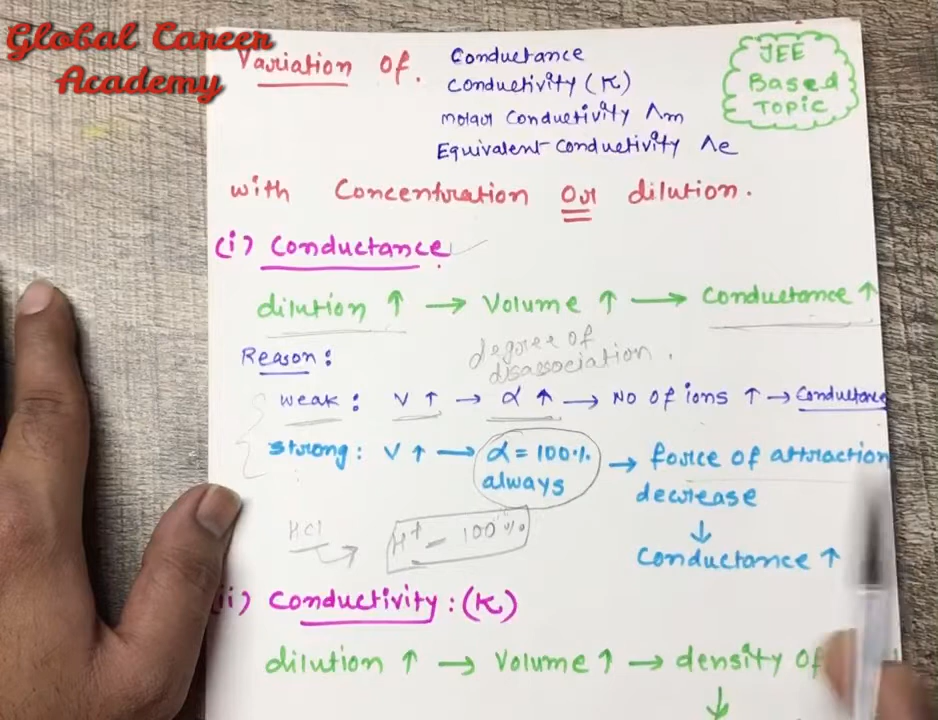 Global Career
Academy
Variation Of.
Conductance
Conductivity (K)
molar Conductivity Λm
Equivalent Conductivity Λe
JEE
Based
TOPIC
with Concentration Or dilution.
(i) Conductance
dilution ↑ → Volume ↑ → Conductance ↑
Reason:
degree of
disassociation.
weak: V ↑ → α ↑ → No of ions ↑ → Conductance
strong: V ↑ → α = 100% → force of attraction
always
decrease
↓
HCl → H+ - 100%
Conductance ↑
ii) Conductivity: (K)
dilution ↑ → Volume ↑ → density of
↓